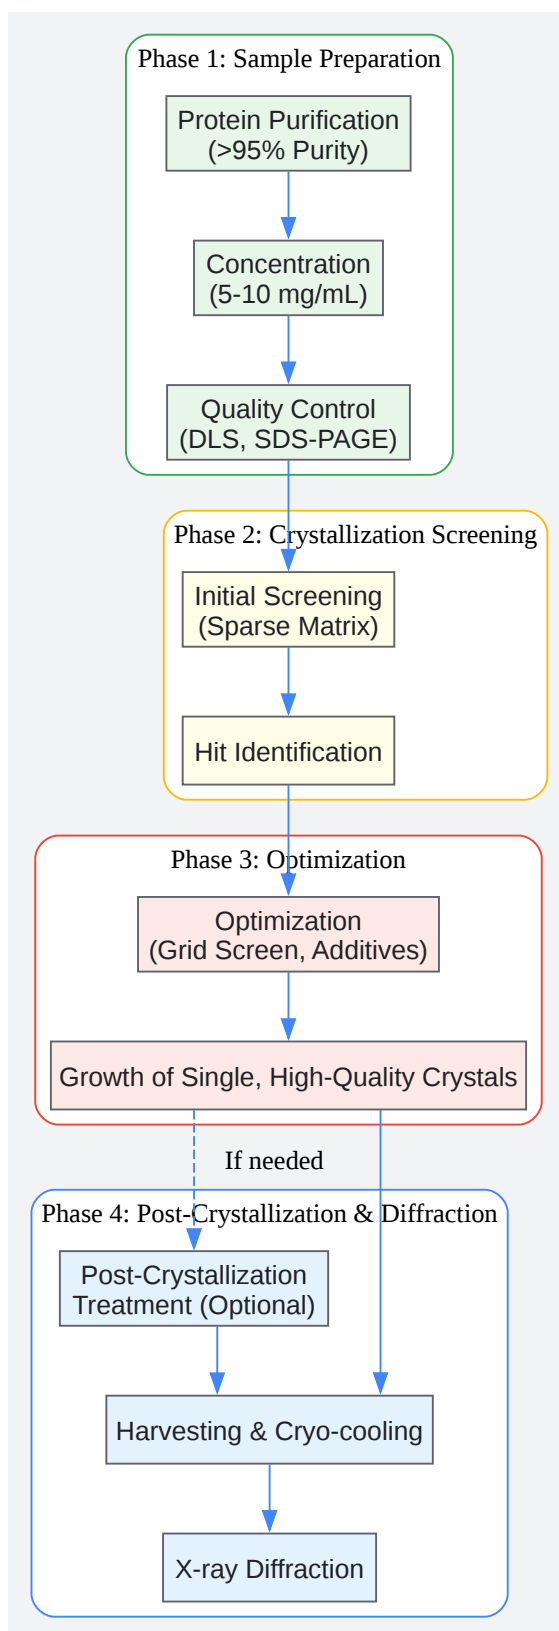 Phase 1: Sample Preparation
Protein Purification
(>95% Purity)
Concentration
(5-10 mg/mL)
Quality Control
(DLS, SDS-PAGE)
Phase 2: Crystallization Screening
Initial Screening
(Sparse Matrix)
Hit Identification
Phase 3: Optimization
Optimization
(Grid Screen, Additives)
Growth of Single, High-Quality Crystals
If needed
Phase 4: Post-Crystallization & Diffraction
Post-Crystallization
Treatment (Optional)
Harvesting & Cryo-cooling
X-ray Diffraction